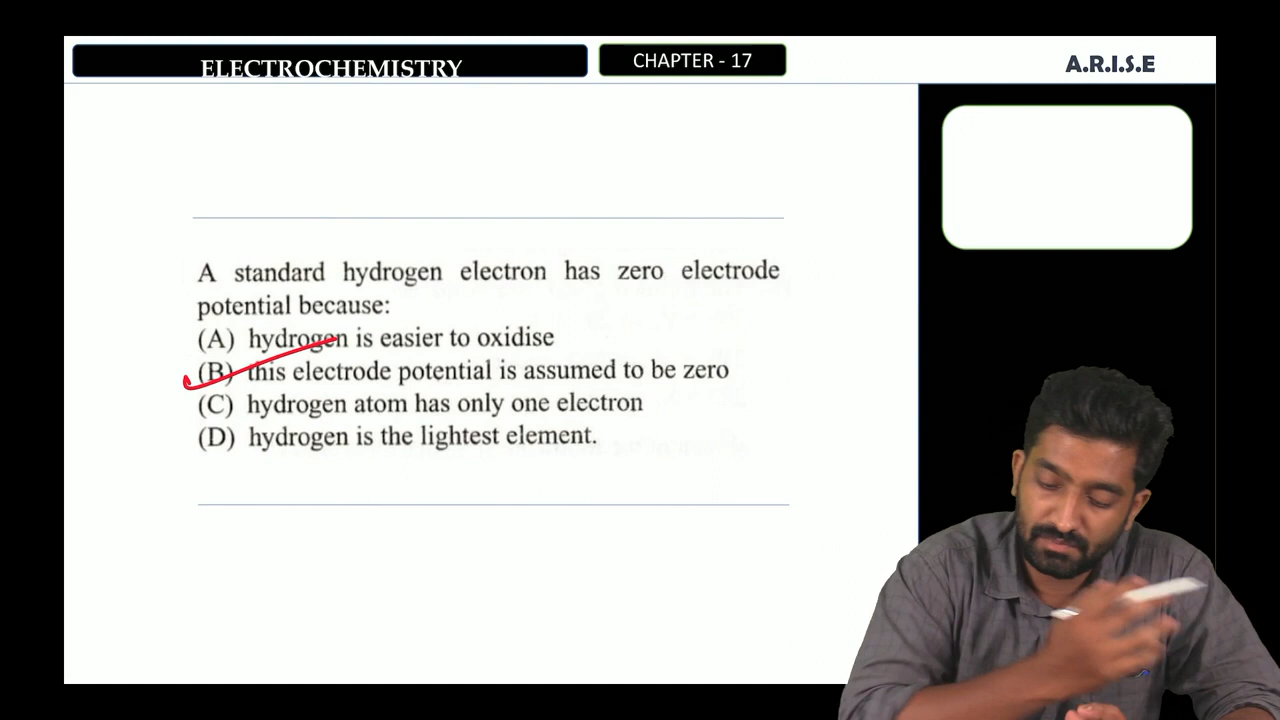 ELECTROCHEMISTRY
CHAPTER - 17
A.R.I.S.E
A standard hydrogen electron has zero electrode
potential because:
(A) hydrogen is easier to oxidise
(B) this electrode potential is assumed to be zero
(C) hydrogen atom has only one electron
(D) hydrogen is the lightest element.